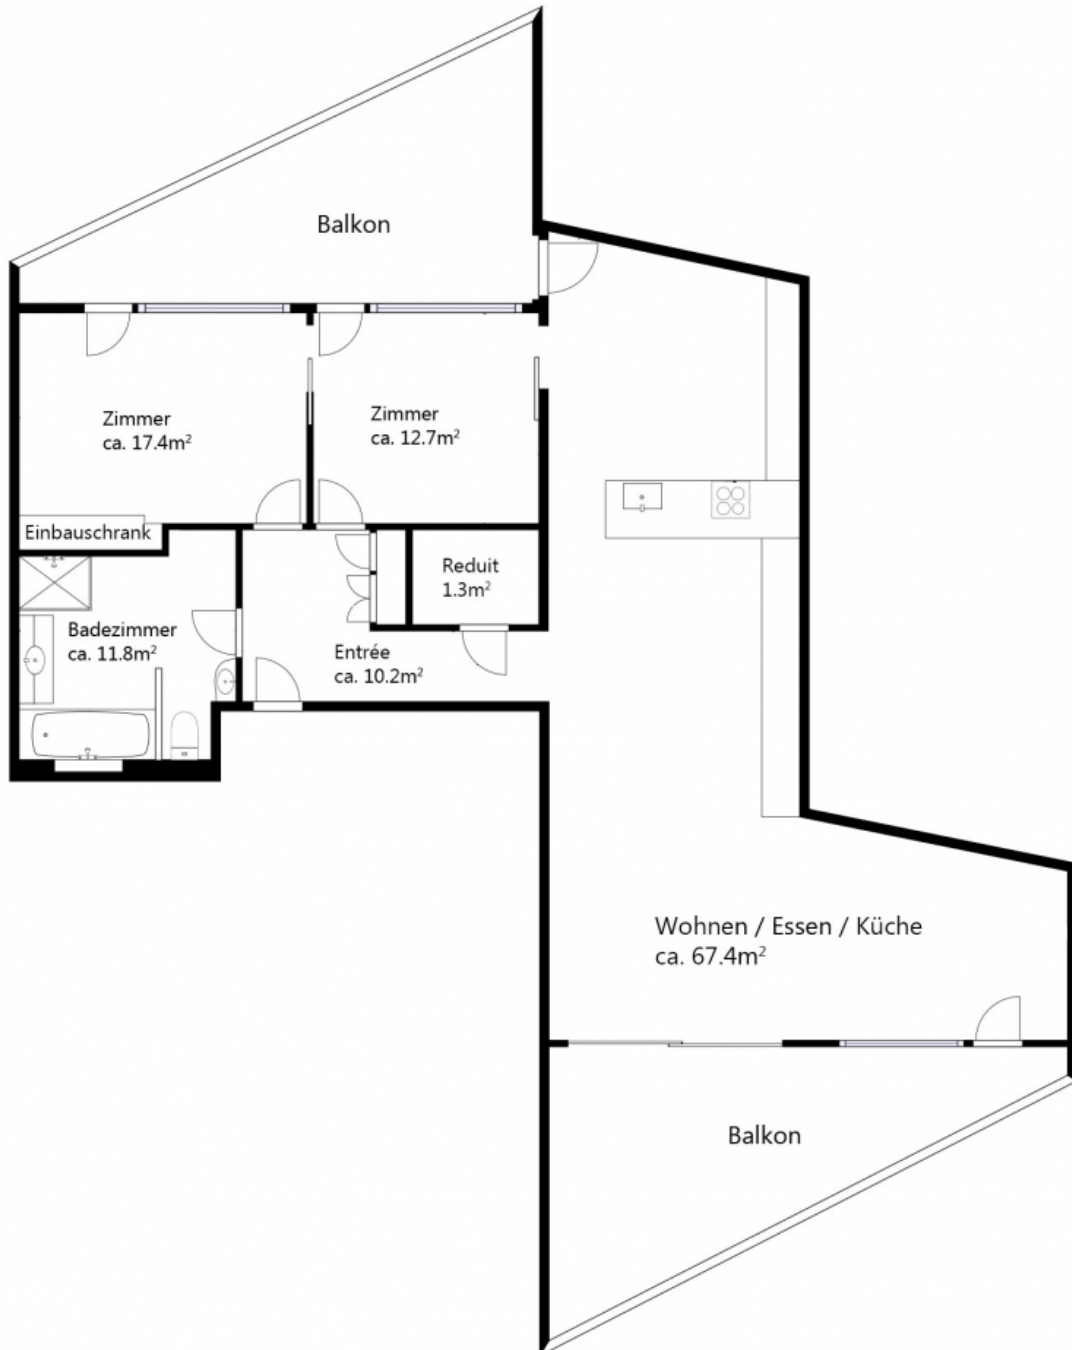 Balkon
Zimmer
ca. 17.4m²
Zimmer
ca. 12.7m²
Einbauschrank
Reduit
1.3m²
Badezimmer
ca. 11.8m²
Entrée
ca. 10.2m²
Wohnen / Essen / Küche
ca. 67.4m²
Balkon